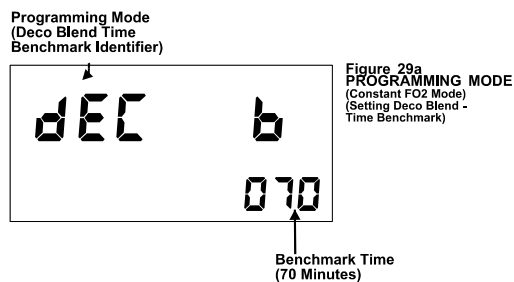 Programming Mode
(Deco Blend Time
Benchmark Identifier)
Figure 29a
PROGRAMMING MODE
(Constant FO2 Mode)
(Setting Deco Blend -
Time Benchmark)
dEC b
070
Benchmark Time
(70 Minutes)